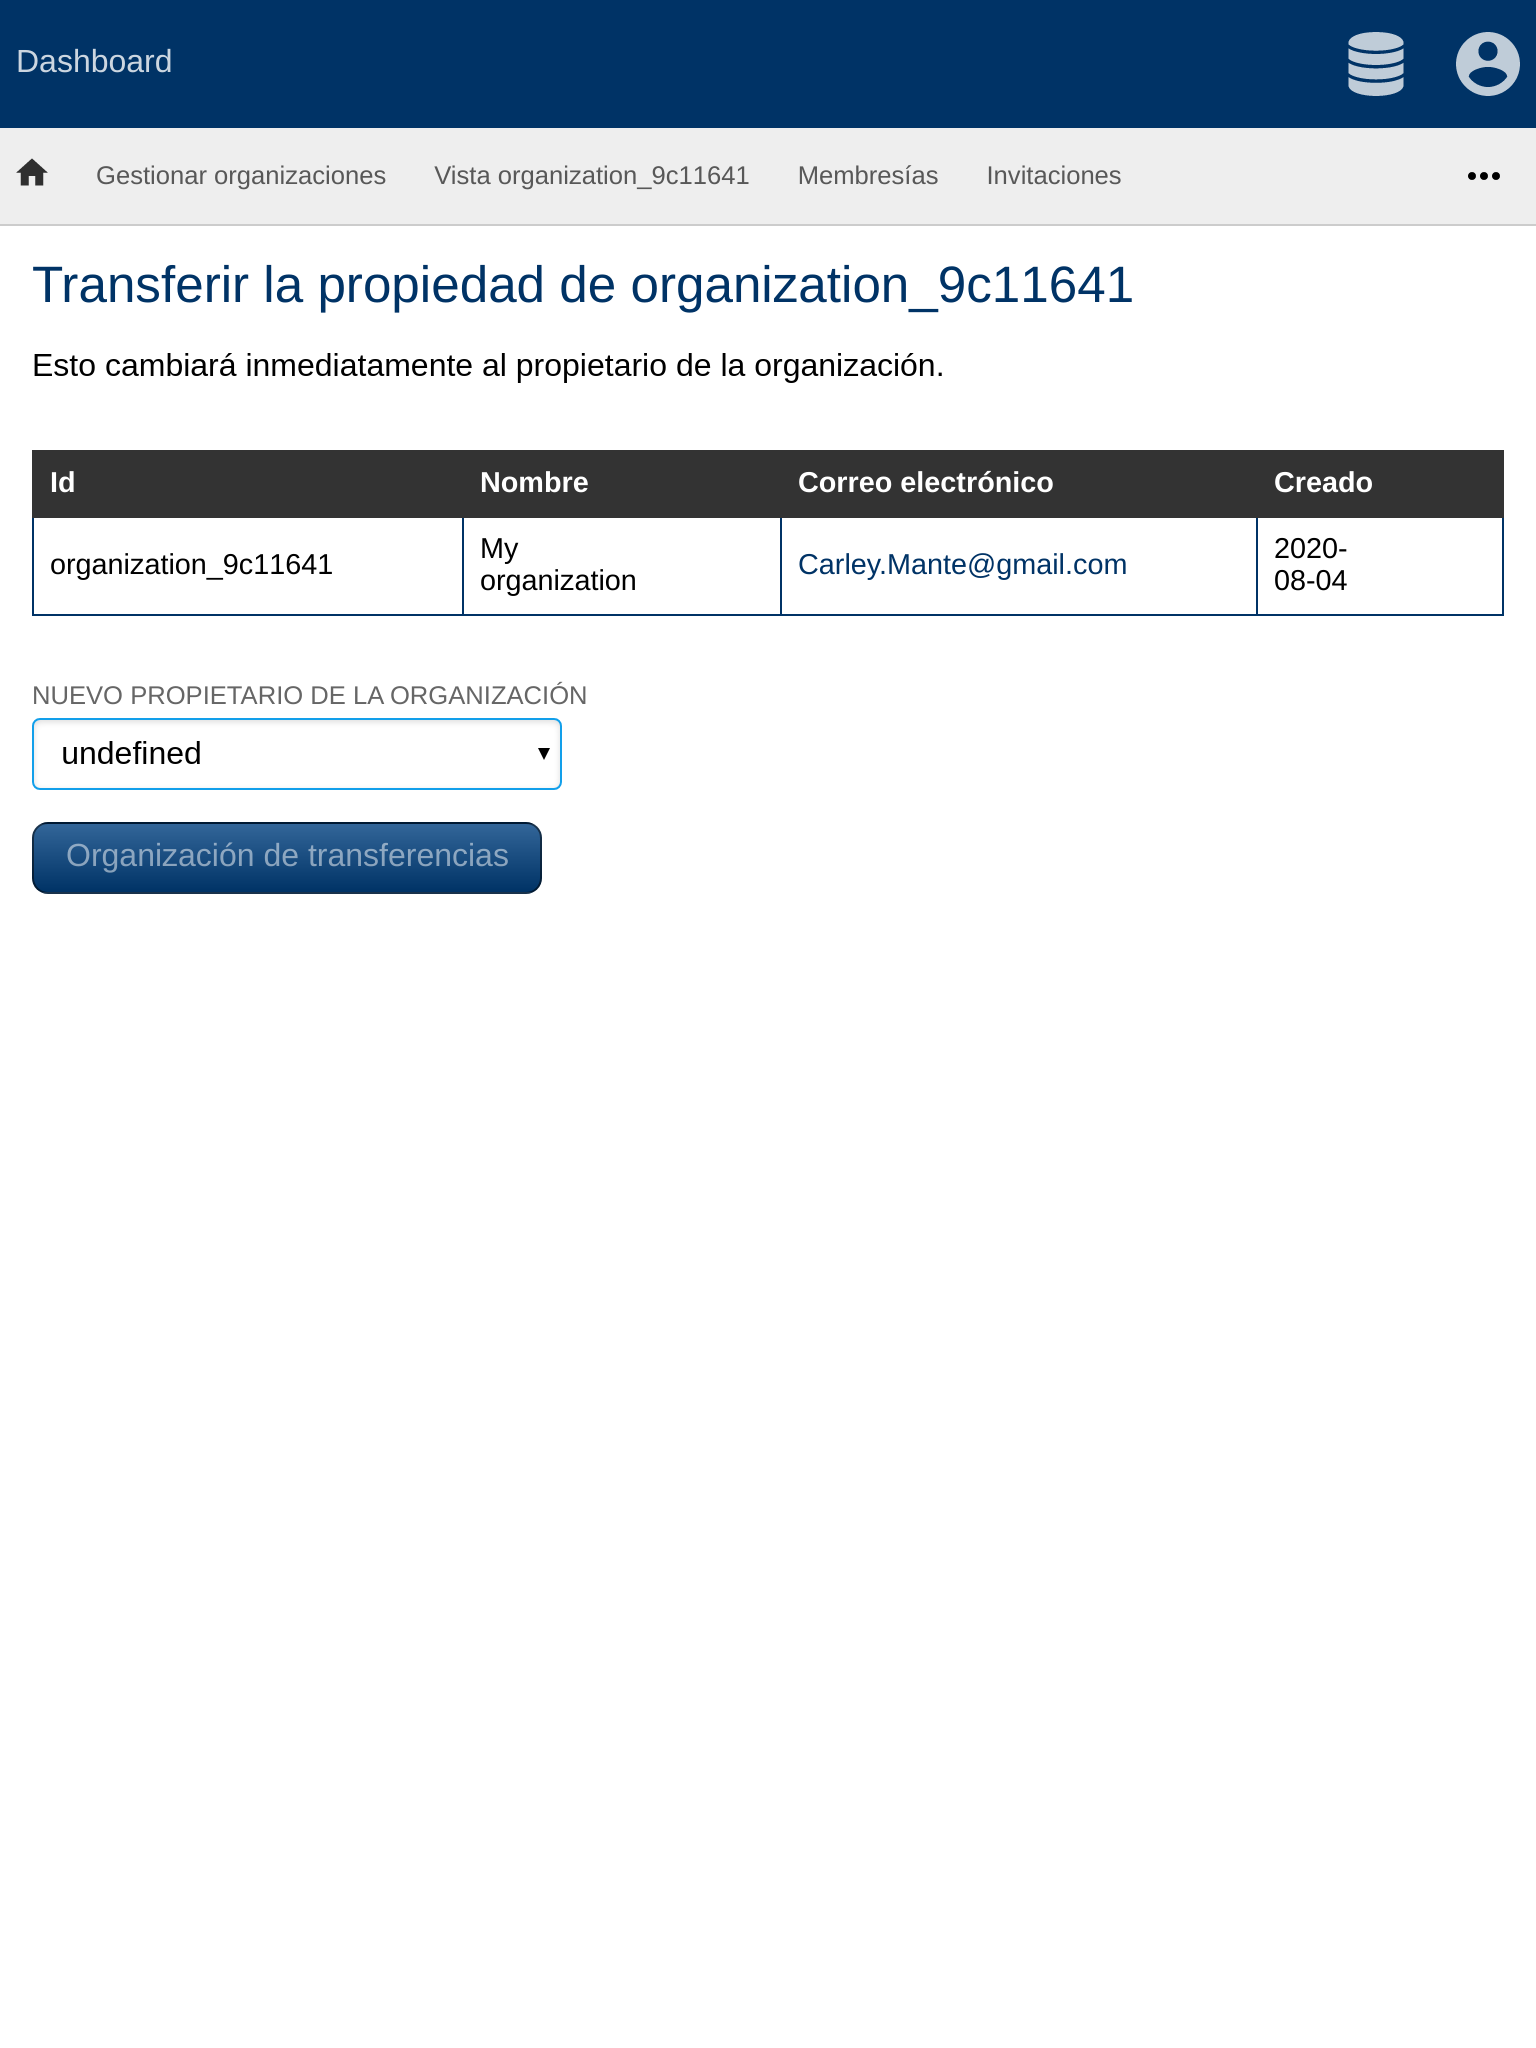 Dashboard
Gestionar organizaciones Vista organization_9c11641 Membresías Invitaciones
Transferir la propiedad de organization_9c11641
Esto cambiará inmediatamente al propietario de la organización.
Id Nombre Correo electrónico Creado
organization_9c11641 My organization Carley.Mante@gmail.com 2020-08-04
NUEVO PROPIETARIO DE LA ORGANIZACIÓN
undefined
Organización de transferencias